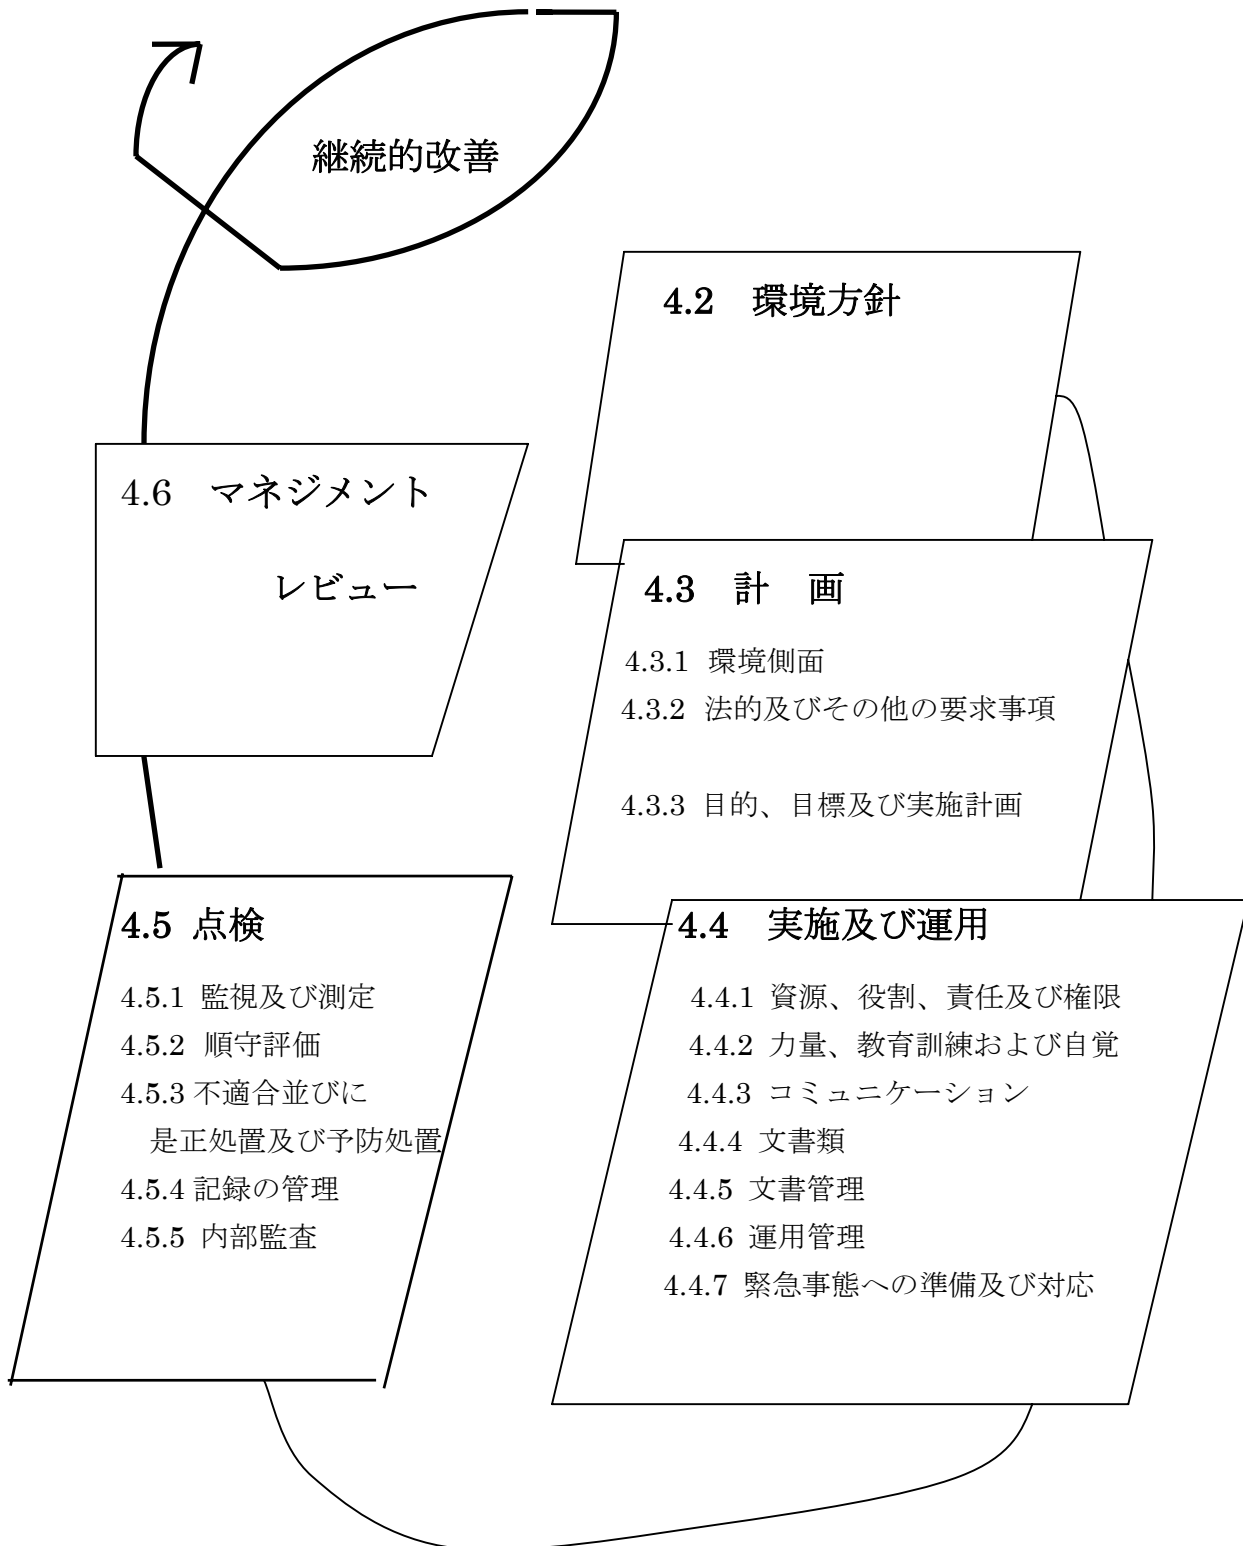 継続的改善
4.2 環境方針
4.6 マネジメント
レビュー
4.3 計 画
4.3.1 環境側面
4.3.2 法的及びその他の要求事項
4.3.3 目的、目標及び実施計画
4.5 点検
4.5.1 監視及び測定
4.5.2 順守評価
4.5.3 不適合並びに
是正処置及び予防処置
4.5.4 記録の管理
4.5.5 内部監査
4.4 実施及び運用
4.4.1 資源、役割、責任及び権限
4.4.2 力量、教育訓練および自覚
4.4.3 コミュニケーション
4.4.4 文書類
4.4.5 文書管理
4.4.6 運用管理
4.4.7 緊急事態への準備及び対応